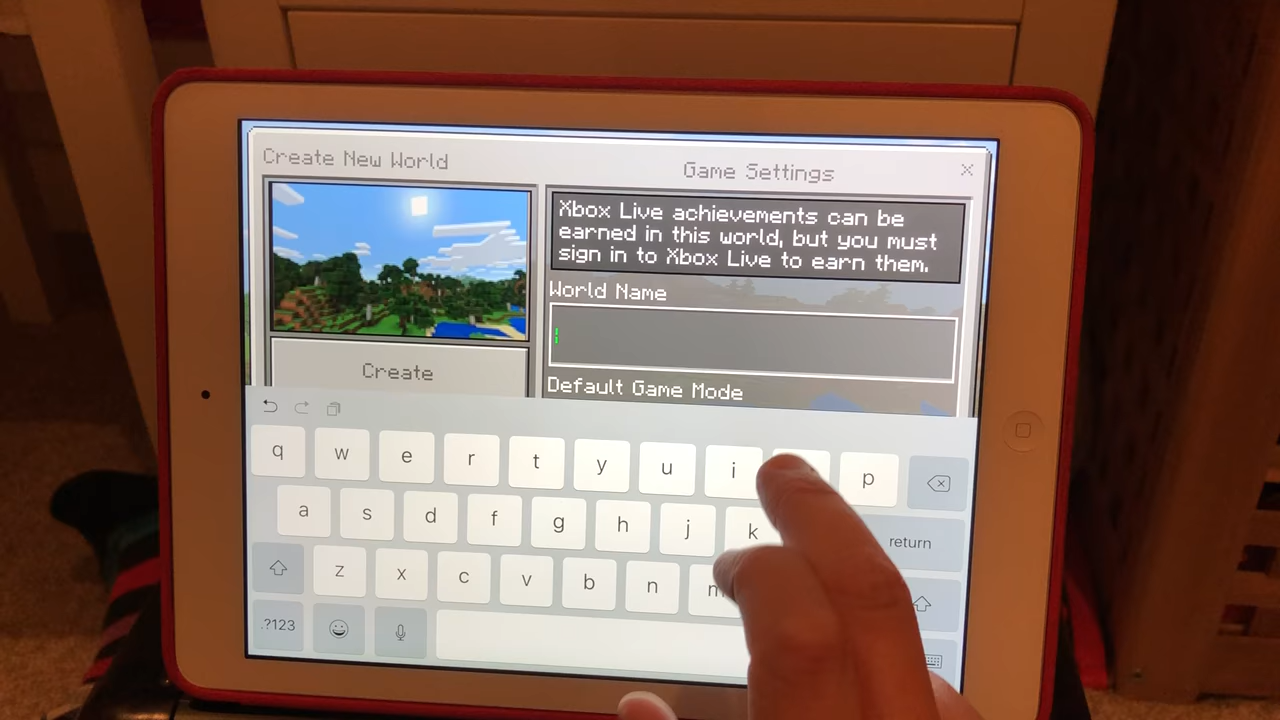 Create New World
Game Settings
Xbox Live achievements can be
earned in this world, but you must
sign in to Xbox Live to earn them.
World Name
Create
Default Game Mode
q w e r t y u i p
a s d f g h j k return
z x c v b n m
.?123